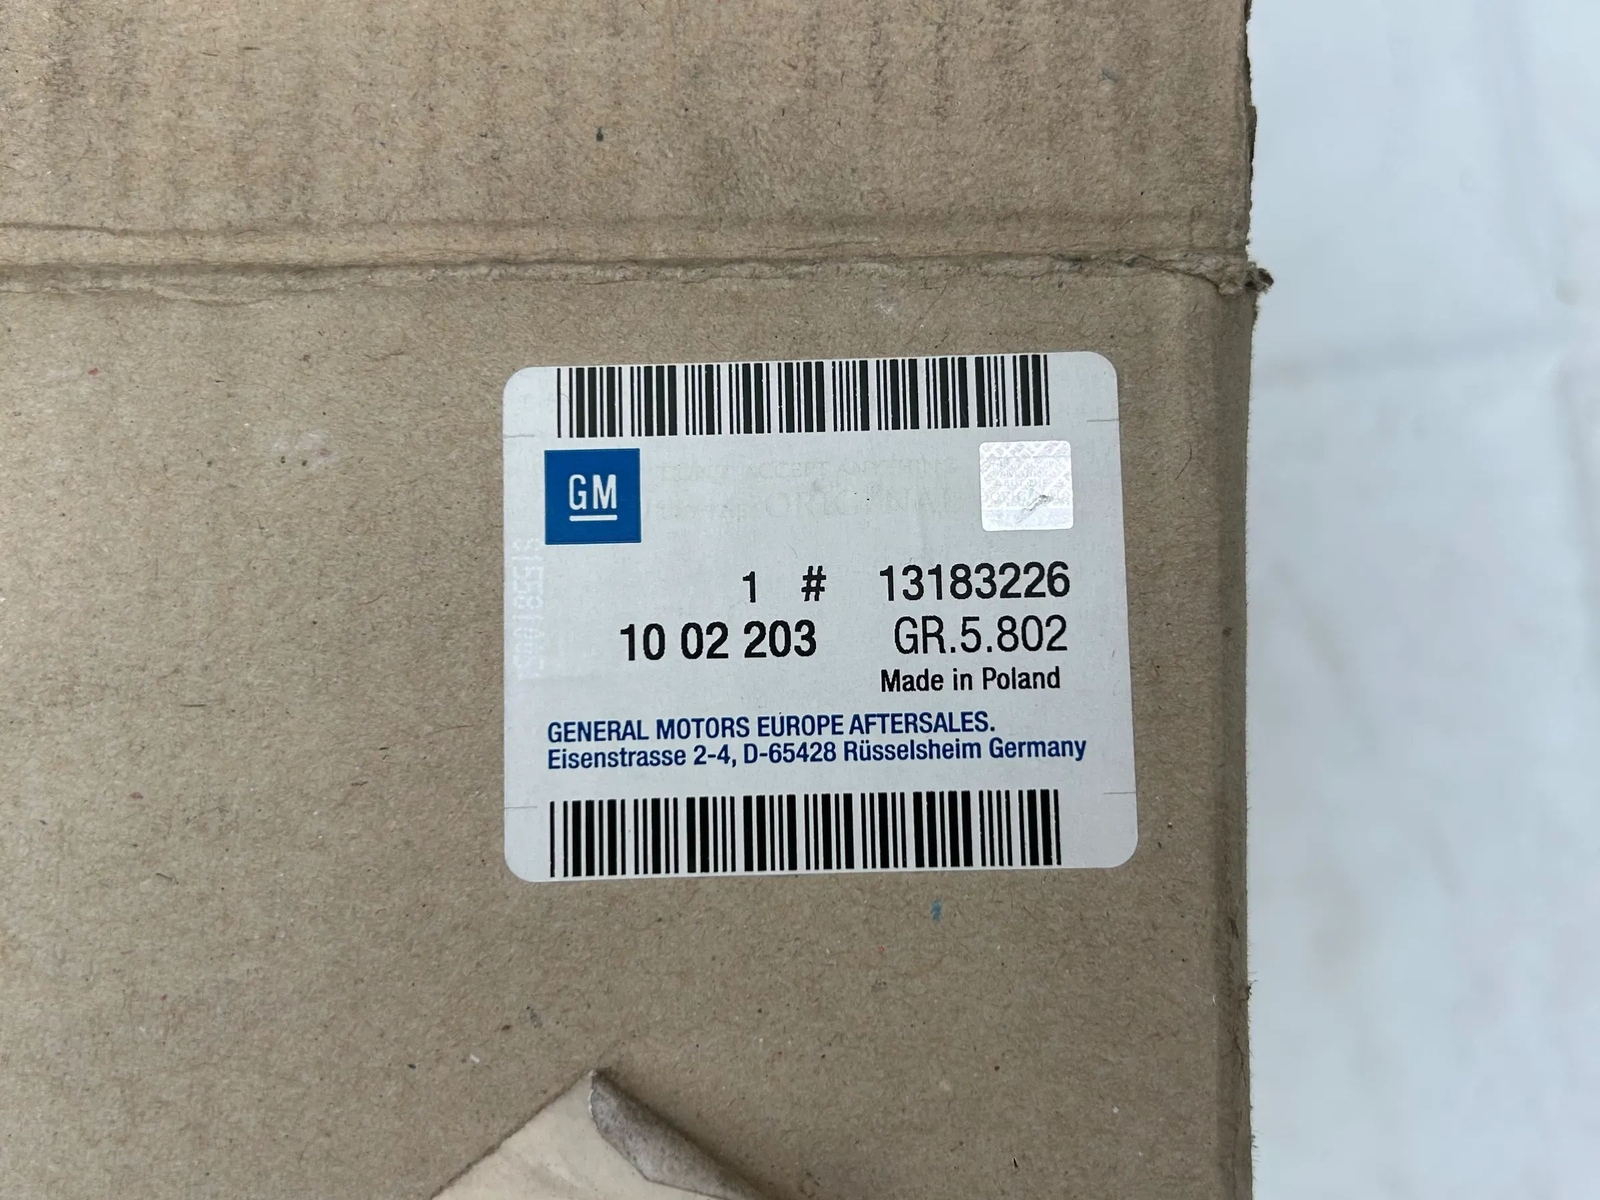 GM
1 # 13183226
10 02 203 GR.5.802
Made in Poland
GENERAL MOTORS EUROPE AFTERSALES.
Eisenstrasse 2-4, D-65428 Rüsselsheim Germany